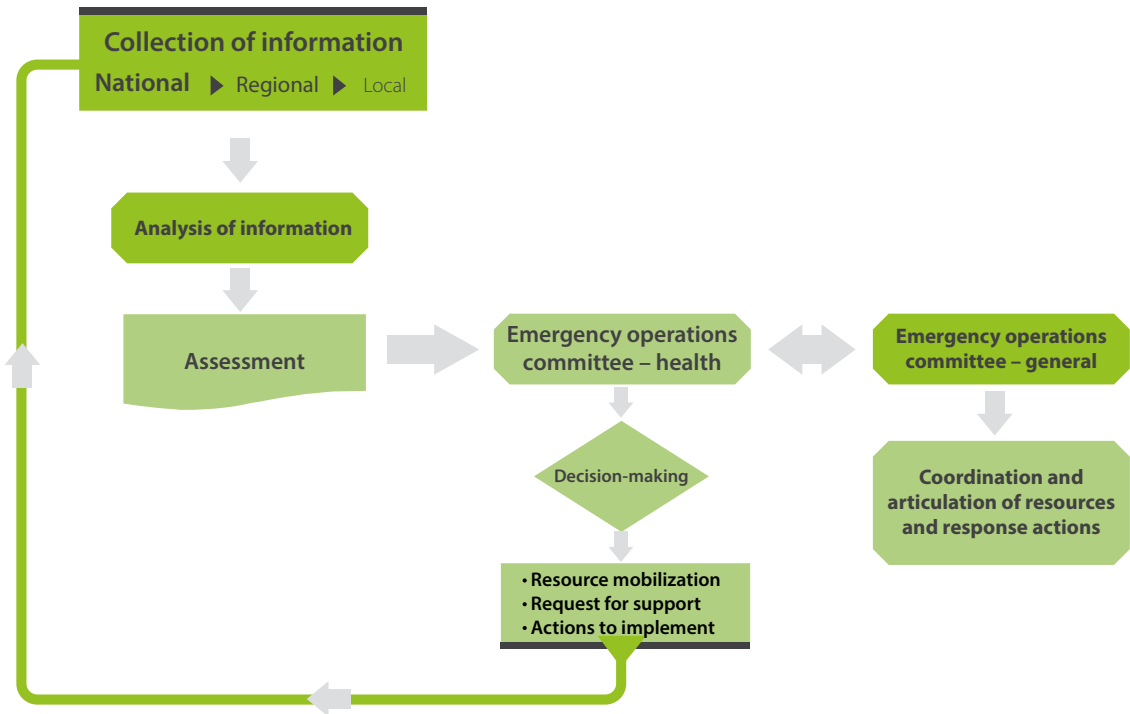 Collection of information
National ▶ Regional ▶ Local
Analysis of information
Assessment
Emergency operations
committee – health
Emergency operations
committee – general
Decision-making
Coordination and
articulation of resources
and response actions
• Resource mobilization
• Request for support
• Actions to implement